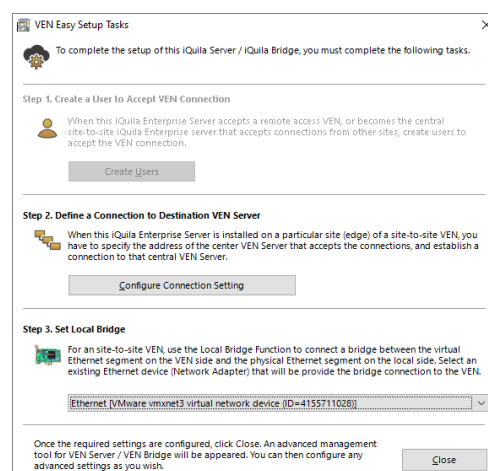 VEN Easy Setup Tasks
To complete the setup of this iQuila Server / iQuila Bridge, you must complete the following tasks.
Step 1. Create a User to Accept VEN Connection
When this iQuila Enterprise Server accepts a remote access VEN, or becomes the central
site-to-site iQuila Enterprise server that accepts connections from other sites, create users to
accept the VEN connection.
Create Users
Step 2. Define a Connection to Destination VEN Server
When this iQuila Enterprise Server is installed on a particular site (edge) of a site-to-site VEN, you
have to specify the address of the center VEN Server that accepts the connections, and establish a
connection to that central VEN Server.
Configure Connection Setting
Step 3. Set Local Bridge
For an site-to-site VEN, use the Local Bridge Function to connect a bridge between the virtual
Ethernet segment on the VEN side and the physical Ethernet segment on the local side. Select an
existing Ethernet device (Network Adapter) that will be provide the bridge connection to the VEN.
Ethernet [VMware vmxnet3 virtual network device (ID=4155711028)]
Once the required settings are configured, click Close. An advanced management
tool for VEN Server / VEN Bridge will be appeared. You can then configure any
advanced settings as you wish.
Close